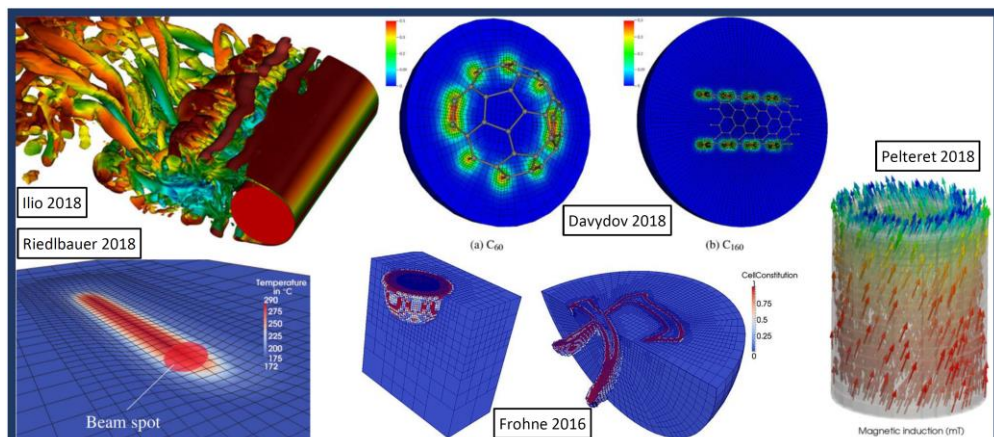 Ilio 2018
Riedlbauer 2018
Temperature
in °C
290
275
250
225
200
175
172
Beam spot
(a) C60
Davydov 2018
(b) C160
CellConstitution
1
0.75
0.5
0.25
0
Frohne 2016
Pelteret 2018
Magnetic induction (mT)